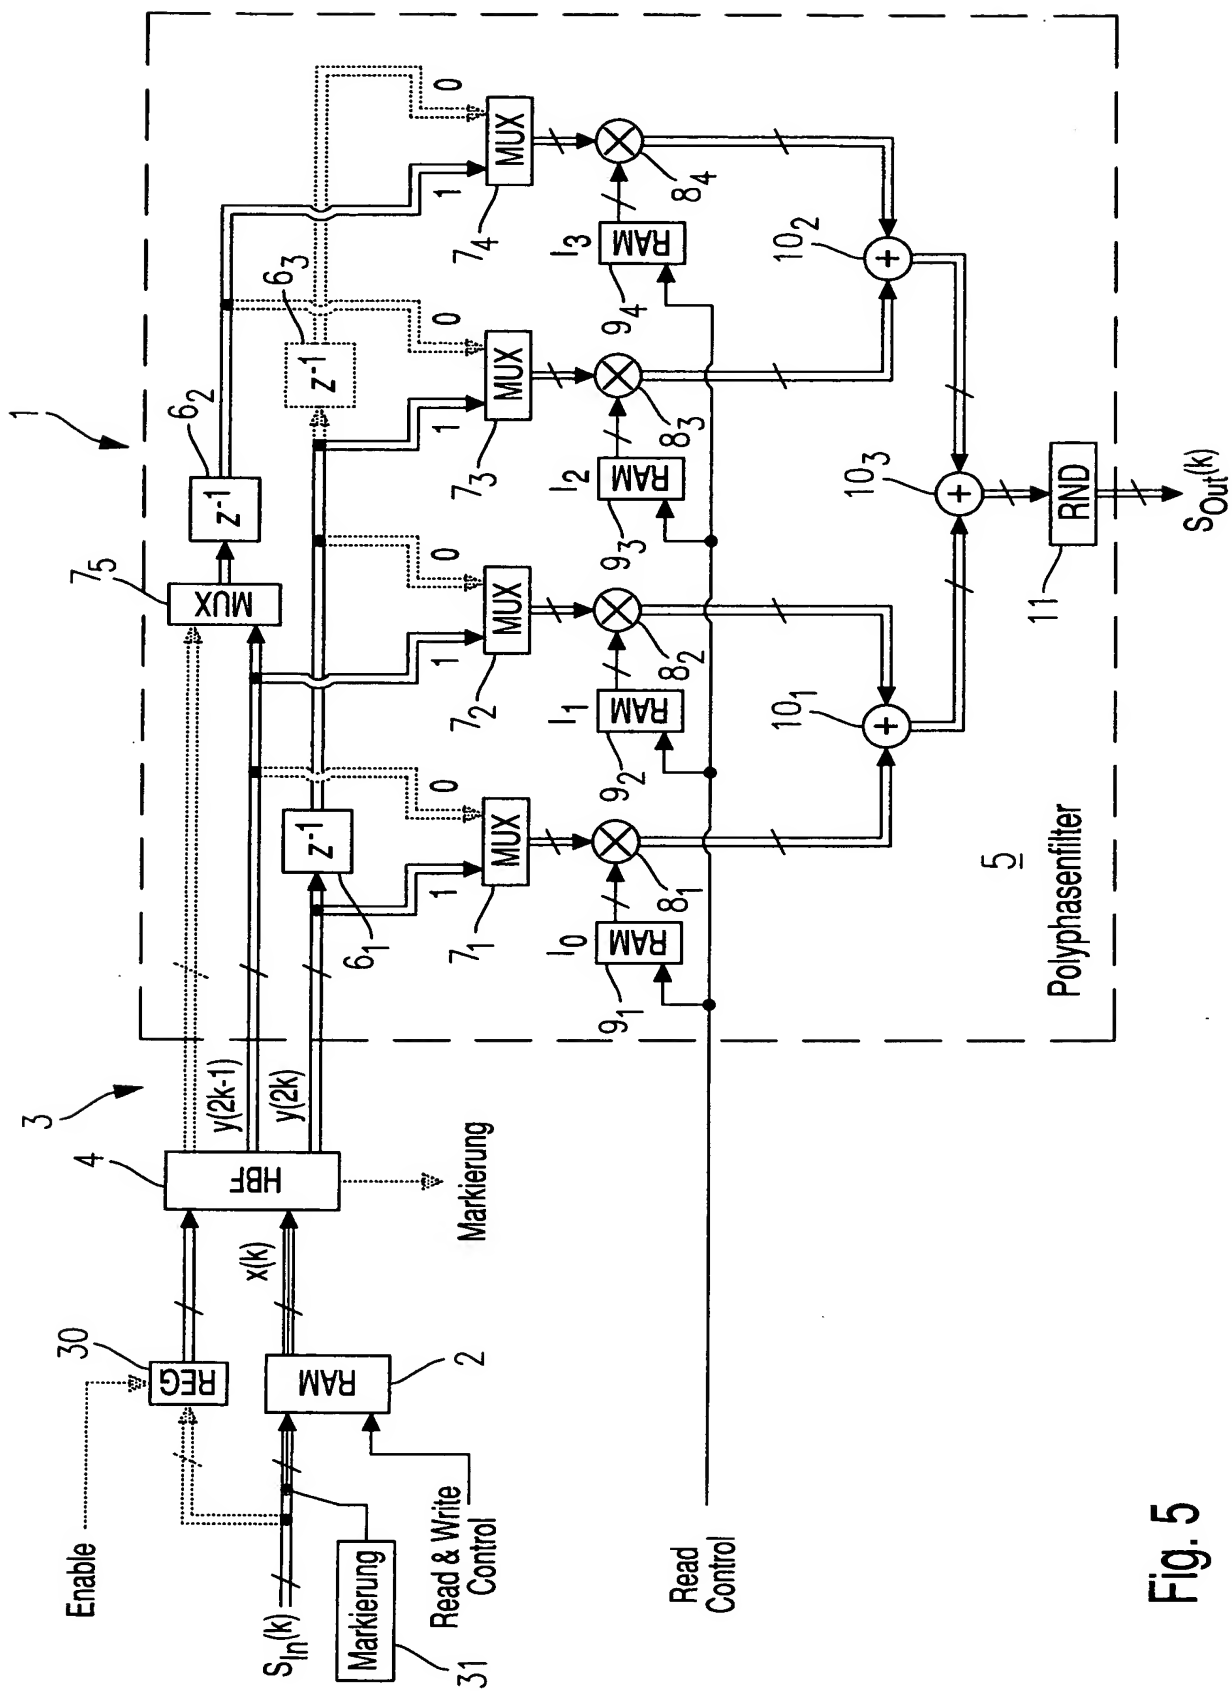 1
3
Enable
30
REG
S_In(k)
Markierung
31
RAM
2
Read & Write
Control
x(k)
4
HBF
Markierung
y(2k-1)
y(2k)
7_5
MUX
z^-1
6_2
z^-1
6_1
z^-1
6_3
1
0
1
0
1
0
1
0
MUX
7_1
MUX
7_2
MUX
7_3
MUX
7_4
I_0
RAM
9_1
8_1
I_1
RAM
9_2
8_2
I_2
RAM
9_3
8_3
I_3
RAM
9_4
8_4
Read
Control
+
10_1
+
10_2
+
10_3
RND
11
S_Out(k)
5
Polyphasenfilter
Fig. 5